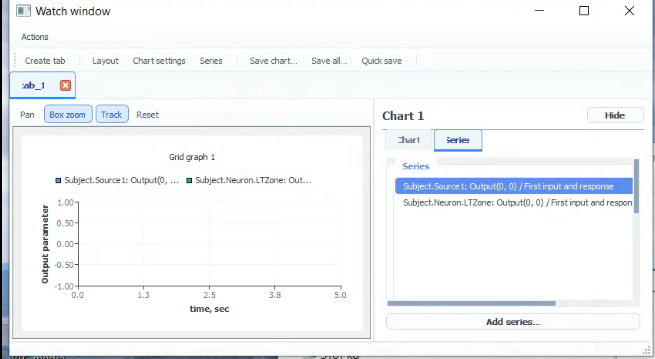 Watch window
Actions
Create tab Layout Chart settings Series Save chart... Save all... Quick save
tab_1
Pan Box zoom Track Reset
Grid graph 1
Subject.Source1: Output(0, ... Subject.Neuron.LTZone: Out...
Output parameter
1.00
0.50
0.00
-0.50
-1.00
0.0 1.3 2.5 3.8 5.0
time, sec
Chart 1 Hide
Chart Series
Series
Subject.Source1: Output(0, 0) / First input and response
Subject.Neuron.LTZone: Output(0, 0) / First input and respon
Add series...